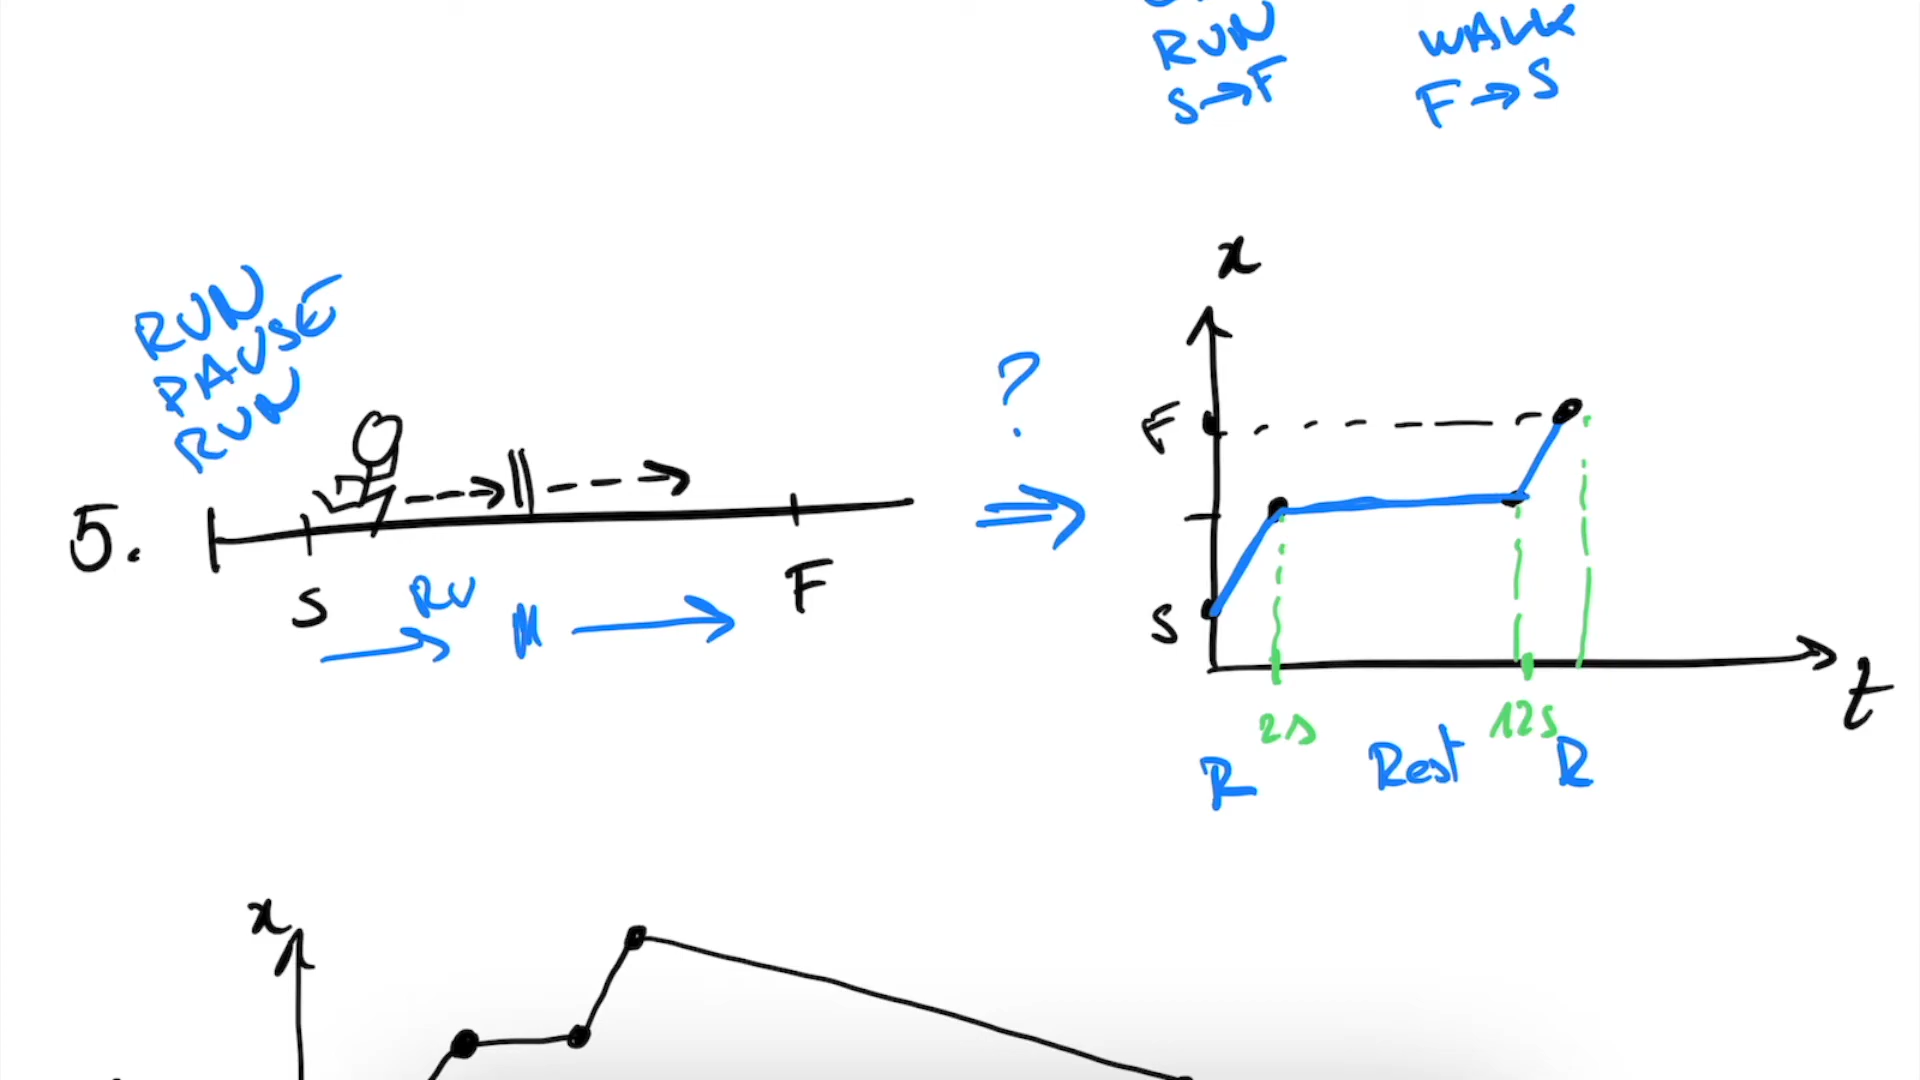 RUN
S→F
WALK
F→S
RUN
PAUSE
RUN
5.
S
F
RU
?
x
F
S
t
2s
12s
R
Rest
R
x